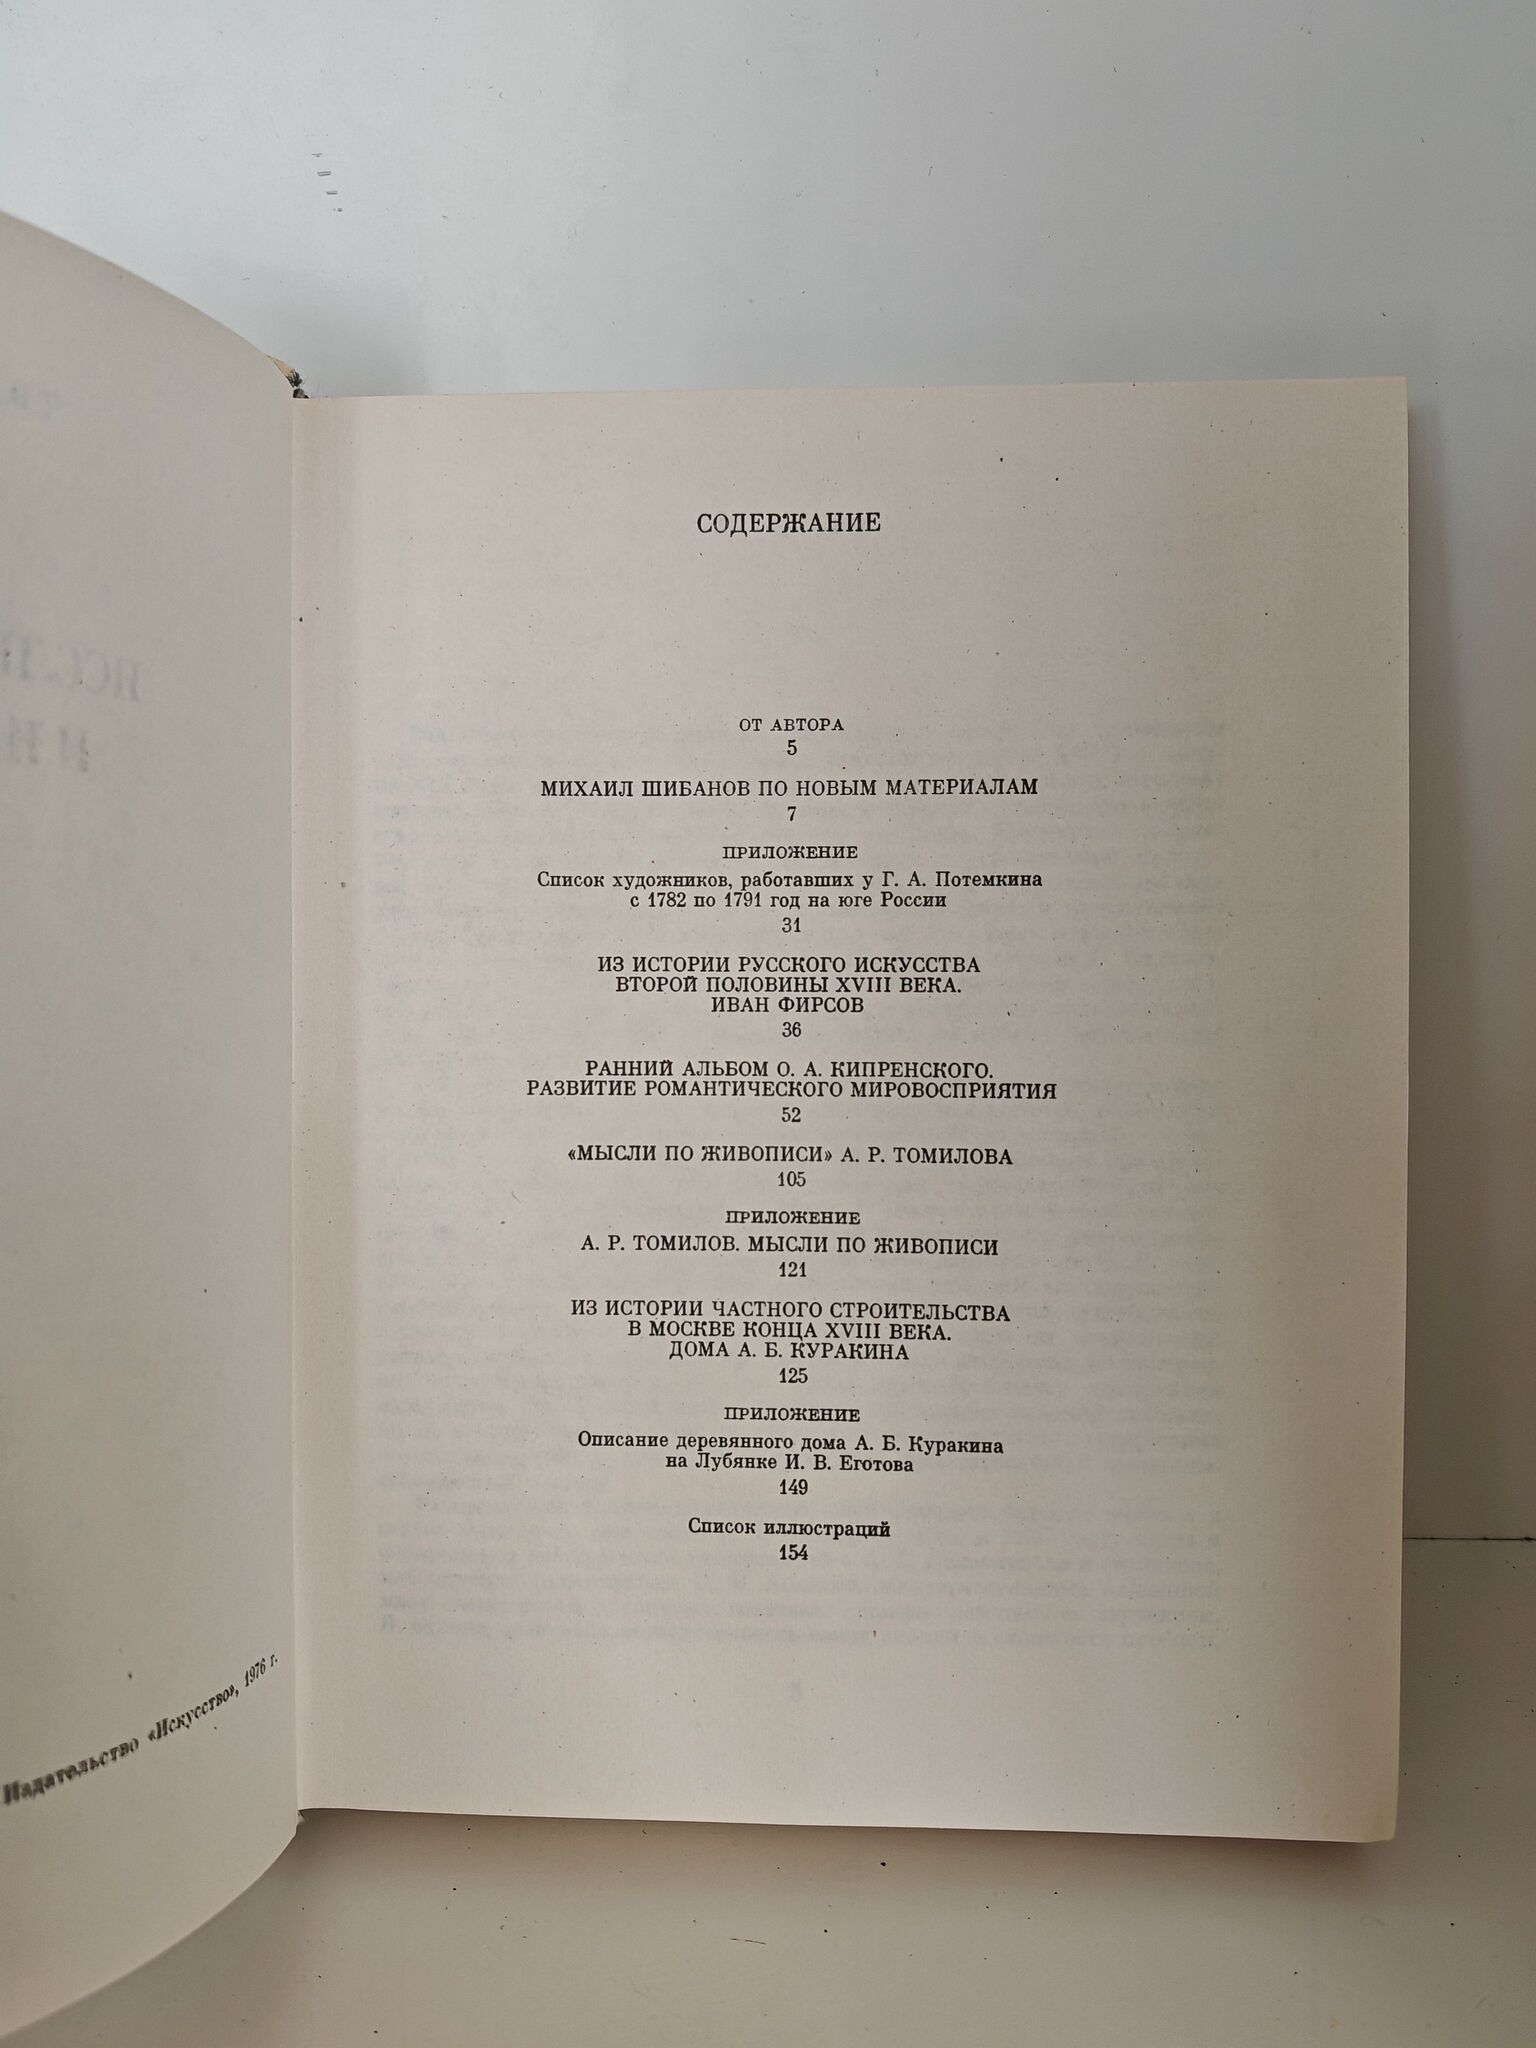 СОДЕРЖАНИЕ
ОТ АВТОРА
5
МИХАИЛ ШИБАНОВ ПО НОВЫМ МАТЕРИАЛАМ
7
ПРИЛОЖЕНИЕ
Список художников, работавших у Г. А. Потемкина
с 1782 по 1791 год на юге России
31
ИЗ ИСТОРИИ РУССКОГО ИСКУССТВА
ВТОРОЙ ПОЛОВИНЫ XVIII ВЕКА.
ИВАН ФИРСОВ
36
РАННИЙ АЛЬБОМ О. А. КИПРЕНСКОГО.
РАЗВИТИЕ РОМАНТИЧЕСКОГО МИРОВОСПРИЯТИЯ
52
«МЫСЛИ ПО ЖИВОПИСИ» А. Р. ТОМИЛОВА
105
ПРИЛОЖЕНИЕ
А. Р. ТОМИЛОВ. МЫСЛИ ПО ЖИВОПИСИ
121
ИЗ ИСТОРИИ ЧАСТНОГО СТРОИТЕЛЬСТВА
В МОСКВЕ КОНЦА XVIII ВЕКА.
ДОМА А. Б. КУРАКИНА
125
ПРИЛОЖЕНИЕ
Описание деревянного дома А. Б. Куракина
на Лубянке И. В. Еготова
149
Список иллюстраций
154
Издательство «Искусство», 1976 г.